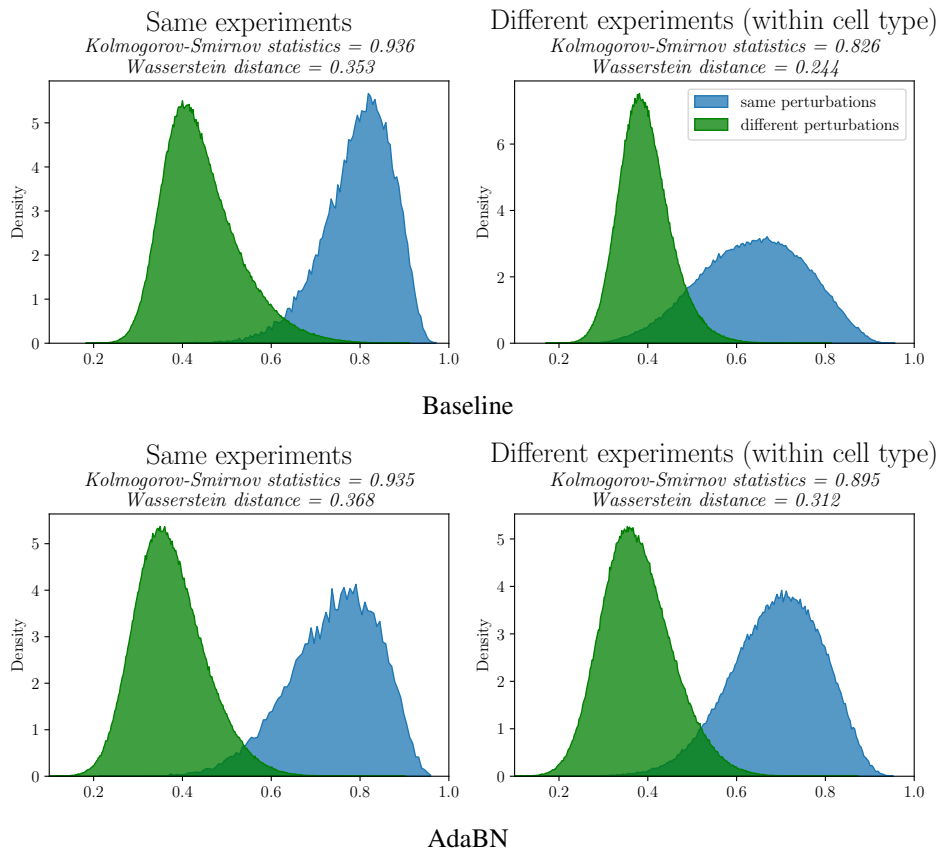 Same experiments
Kolmogorov-Smirnov statistics = 0.936
Wasserstein distance = 0.353
Different experiments (within cell type)
Kolmogorov-Smirnov statistics = 0.826
Wasserstein distance = 0.244
Density
5
4
3
2
1
0
0.2 0.4 0.6 0.8 1.0
Density
6
4
2
0
same perturbations
different perturbations
0.2 0.4 0.6 0.8 1.0
Baseline
Same experiments
Kolmogorov-Smirnov statistics = 0.935
Wasserstein distance = 0.368
Different experiments (within cell type)
Kolmogorov-Smirnov statistics = 0.895
Wasserstein distance = 0.312
Density
5
4
3
2
1
0
0.2 0.4 0.6 0.8 1.0
Density
5
4
3
2
1
0
0.2 0.4 0.6 0.8 1.0
AdaBN